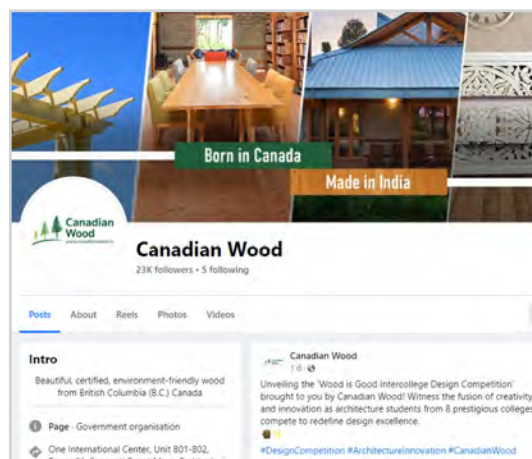 Born in Canada
Made in India
Canadian
Wood
www.canadianwood.in
Canadian Wood
23K followers • 5 following
Posts About Reels Photos Videos
Intro
Beautiful, certified, environment-friendly wood
from British Columbia (B.C.) Canada
Page · Government organisation
One International Center, Unit 801-802,
Canadian Wood
1 d ·
Unveiling the 'Wood is Good Intercollege Design Competition'
brought to you by Canadian Wood! Witness the fusion of creativity
and innovation as architecture students from 8 prestigious colleges
compete to redefine design excellence.
#DesignCompetition #ArchitectureInnovation #CanadianWood